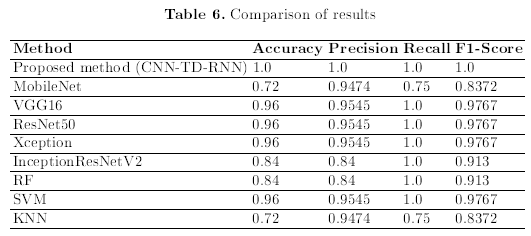 Table 6. Comparison of results
Method Accuracy Precision Recall F1-Score
Proposed method (CNN-TD-RNN) 1.0 1.0 1.0 1.0
MobileNet 0.72 0.9474 0.75 0.8372
VGG16 0.96 0.9545 1.0 0.9767
ResNet50 0.96 0.9545 1.0 0.9767
Xception 0.96 0.9545 1.0 0.9767
InceptionResNetV2 0.84 0.84 1.0 0.913
RF 0.84 0.84 1.0 0.913
SVM 0.96 0.9545 1.0 0.9767
KNN 0.72 0.9474 0.75 0.8372